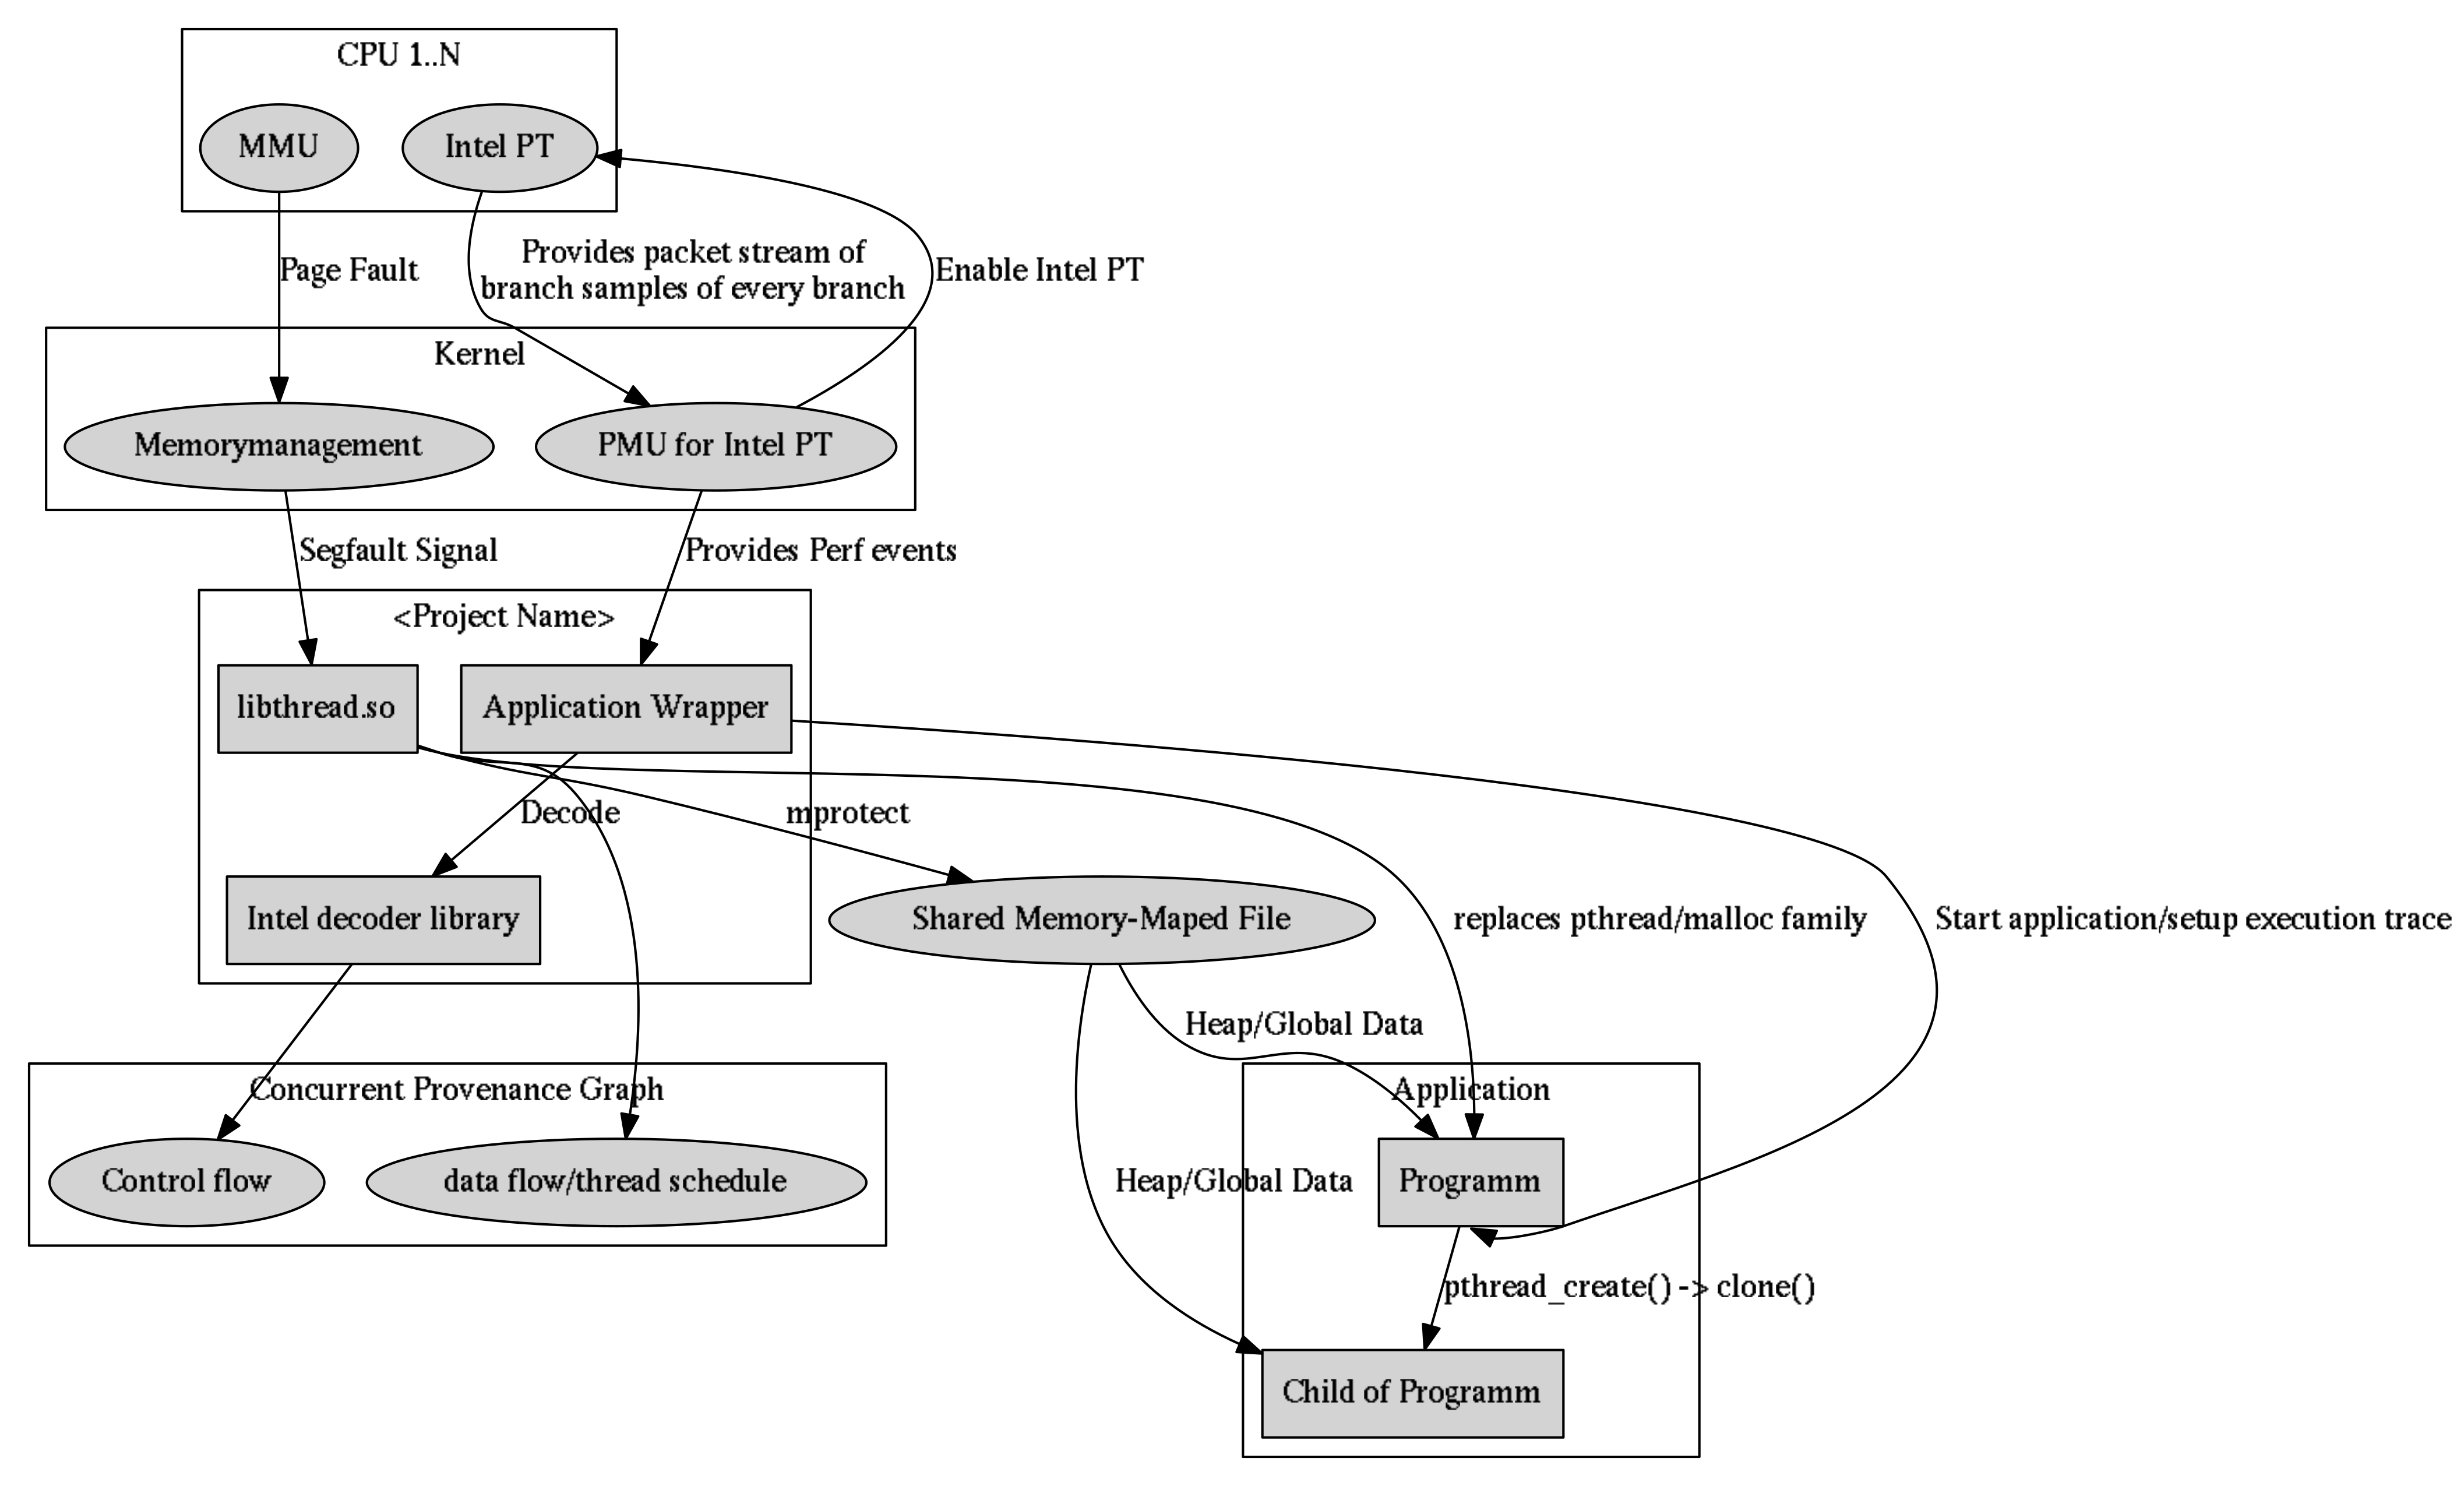 CPU 1..N
MMU
Intel PT
Provides packet stream of
branch samples of every branch
Page Fault
Enable Intel PT
Kernel
Memorymanagement
PMU for Intel PT
Segfault Signal
Provides Perf events
<Project Name>
libthread.so
Application Wrapper
Decode
mprotect
Intel decoder library
Shared Memory-Maped File
replaces pthread/malloc family
Start application/setup execution trace
Heap/Global Data
Concurrent Provenance Graph
Application
Control flow
data flow/thread schedule
Heap/Global Data
Programm
pthread_create() -> clone()
Child of Programm